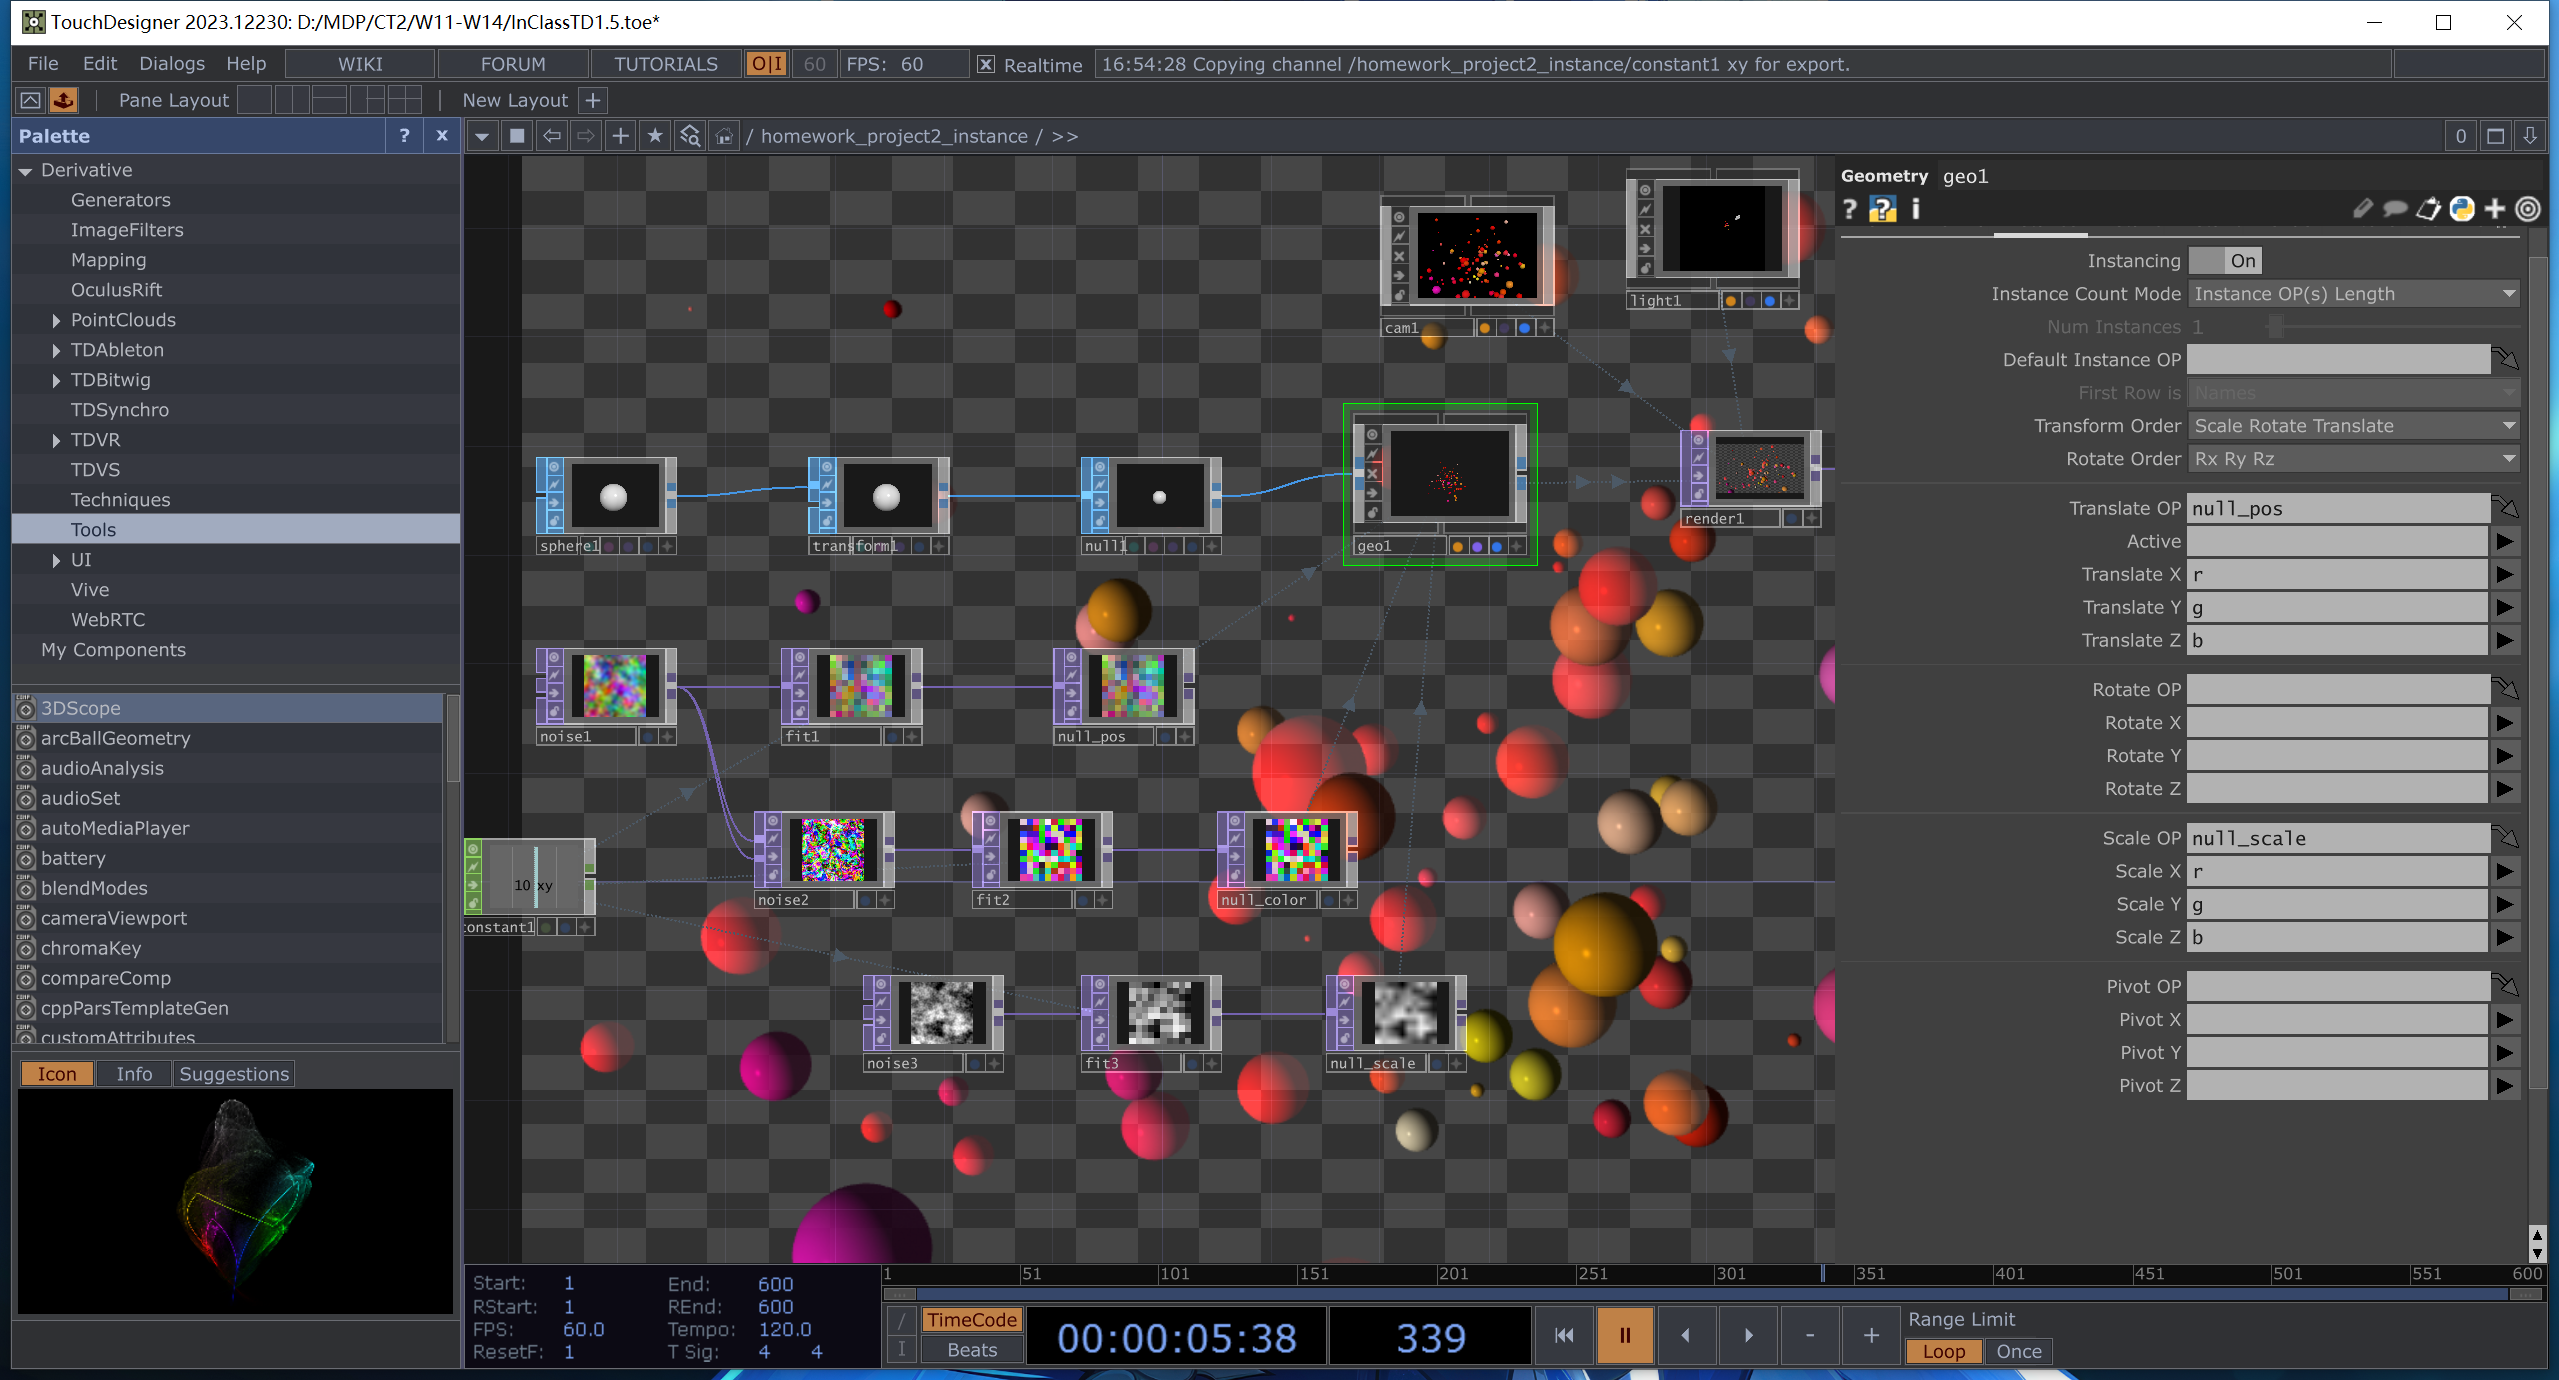 TouchDesigner 2023.12230: D:/MDP/CT2/W11-W14/InClassTD1.5.toe*
File Edit Dialogs Help WIKI FORUM TUTORIALS O|I 60 FPS: 60 Realtime 16:54:28 Copying channel /homework_project2_instance/constant1 xy for export.
Pane Layout New Layout +
Palette ? x
/ homework_project2_instance / >>
0
Derivative
Generators
ImageFilters
Mapping
OculusRift
PointClouds
TDAbleton
TDBitwig
TDSynchro
TDVR
TDVS
Techniques
Tools
UI
Vive
WebRTC
My Components
3DScope
arcBallGeometry
audioAnalysis
audioSet
autoMediaPlayer
battery
blendModes
cameraViewport
chromaKey
compareComp
cppParsTemplateGen
customAttributes
Icon Info Suggestions
cam1
light1
sphere1
transform1
null1
geo1
render1
noise1
fit1
null_pos
10 xy
constant1
noise2
fit2
null_color
noise3
fit3
null_scale
Geometry geo1
? ? i
Instancing On
Instance Count Mode Instance OP(s) Length
Num Instances 1
Default Instance OP
First Row is Names
Transform Order Scale Rotate Translate
Rotate Order Rx Ry Rz
Translate OP null_pos
Active
Translate X r
Translate Y g
Translate Z b
Rotate OP
Rotate X
Rotate Y
Rotate Z
Scale OP null_scale
Scale X r
Scale Y g
Scale Z b
Pivot OP
Pivot X
Pivot Y
Pivot Z
Start: 1 End: 600
RStart: 1 REnd: 600
FPS: 60.0 Tempo: 120.0
ResetF: 1 T Sig: 4 4
1 51 101 151 201 251 301 351 401 451 501 551 600
/ TimeCode
I Beats
00:00:05:38 339
- +
Range Limit
Loop Once